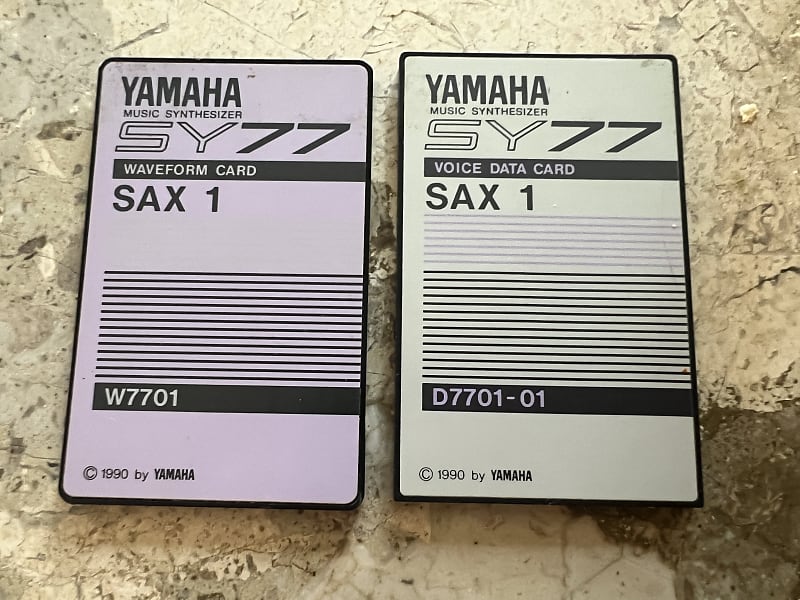 YAMAHA
MUSIC SYNTHESIZER
SY77
WAVEFORM CARD
SAX 1
W7701
© 1990 by YAMAHA
YAMAHA
MUSIC SYNTHESIZER
SY77
VOICE DATA CARD
SAX 1
D7701-01
© 1990 by YAMAHA